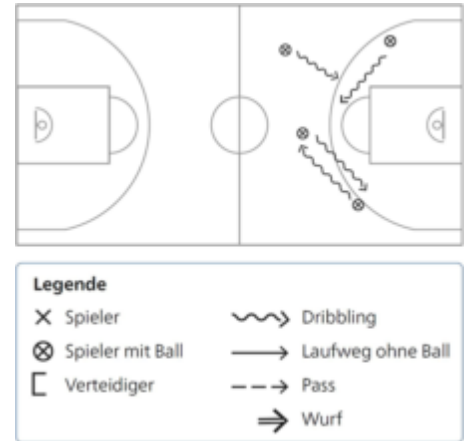 Legende
Spieler
Dribbling
Spieler mit Ball
Laufweg ohne Ball
Verteidiger
Pass
Wurf